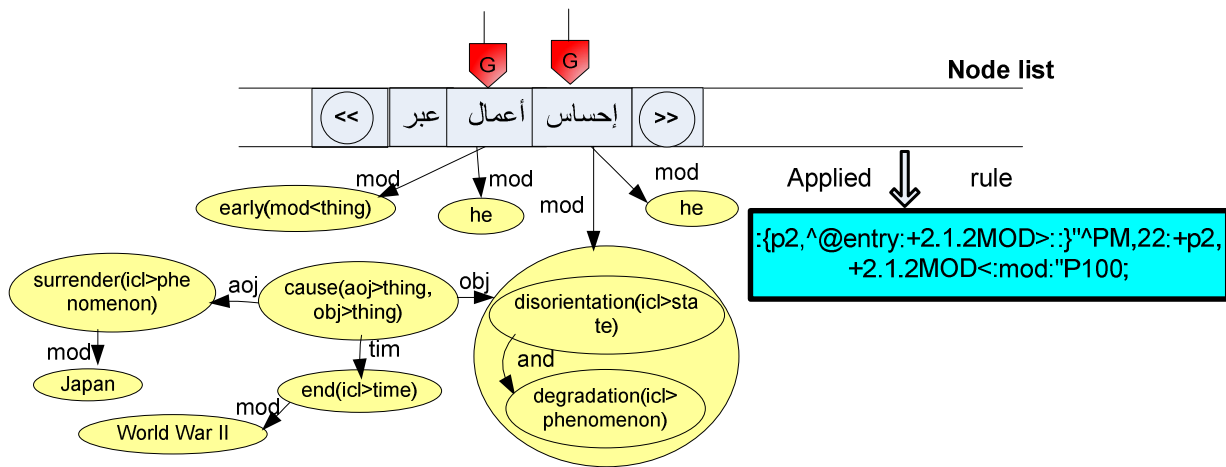 G
G
Node list
<<
عبر
أعمال
إحساس
>>
mod
mod
mod
mod
Applied
rule
early(mod<thing)
he
he
:{p2,^@entry:+2.1.2MOD>::}"^PM,22:+p2,
+2.1.2MOD<:mod:"P100;
surrender(icl>phe
nomenon)
aoj
cause(aoj>thing,
obj>thing)
obj
disorientation(icl>sta
te)
mod
tim
and
Japan
end(icl>time)
degradation(icl>
phenomenon)
mod
World War II